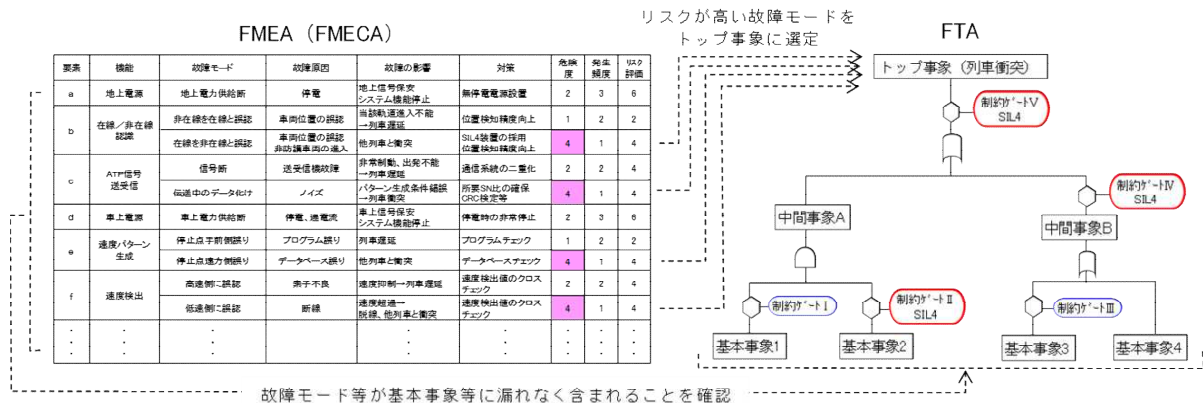 リスクが高い故障モードを
トップ事象に選定
FMEA（FMECA）
FTA
要素 機能 故障モード 故障原因 故障の影響 対策 危険度 発生頻度 リスク評価
a 地上電源 地上電力供給断 停電 地上信号保安システム機能停止 無停電電源設置 2 3 6
b 在線／非在線認識 非在線を在線と誤認 車両位置の誤認 当該軌道進入不能→列車遅延 位置検知精度向上 1 2 2
在線を非在線と誤認 車両位置の誤認 非防護車両の進入 他列車と衝突 SIL4装置の採用 位置検知精度向上 4 1 4
c ATP信号送受信 信号断 送受信機故障 非常制動、出発不能→列車遅延 通信系統の二重化 2 2 4
伝送中のデータ化け ノイズ パターン生成条件錯誤→列車衝突 所要SN比の確保 CRC検定等 4 1 4
d 車上電源 車上電力供給断 停電、過電流 車上信号保安システム機能停止 停電時の非常停止 2 3 6
e 速度パターン生成 停止点手前側誤り プログラム誤り 列車遅延 プログラムチェック 1 2 2
停止点遠方側誤り データベース誤り 他列車と衝突 データベースチェック 4 1 4
f 速度検出 高速側に誤認 素子不良 速度抑制→列車遅延 速度検出値のクロスチェック 2 2 4
低速側に誤認 断線 速度超過→脱線、他列車と衝突 速度検出値のクロスチェック 4 1 4
トップ事象（列車衝突）
制約ゲートⅤ
SIL4
制約ゲートⅣ
SIL4
中間事象A
中間事象B
制約ゲートⅠ
制約ゲートⅡ
SIL4
制約ゲートⅢ
基本事象1
基本事象2
基本事象3
基本事象4
故障モード等が基本事象等に漏れなく含まれることを確認